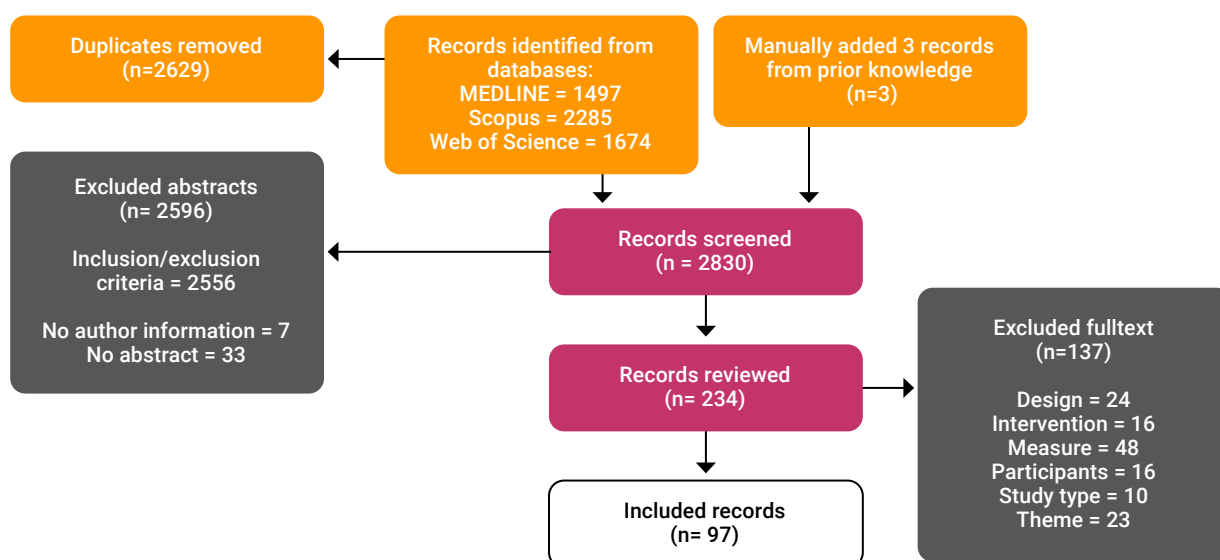 Duplicates removed
(n=2629)
Records identified from
databases:
MEDLINE = 1497
Scopus = 2285
Web of Science = 1674
Manually added 3 records
from prior knowledge
(n=3)
Excluded abstracts
(n= 2596)
Inclusion/exclusion
criteria = 2556
No author information = 7
No abstract = 33
Records screened
(n = 2830)
Records reviewed
(n= 234)
Excluded fulltext
(n=137)
Design = 24
Intervention = 16
Measure = 48
Participants = 16
Study type = 10
Theme = 23
Included records
(n= 97)